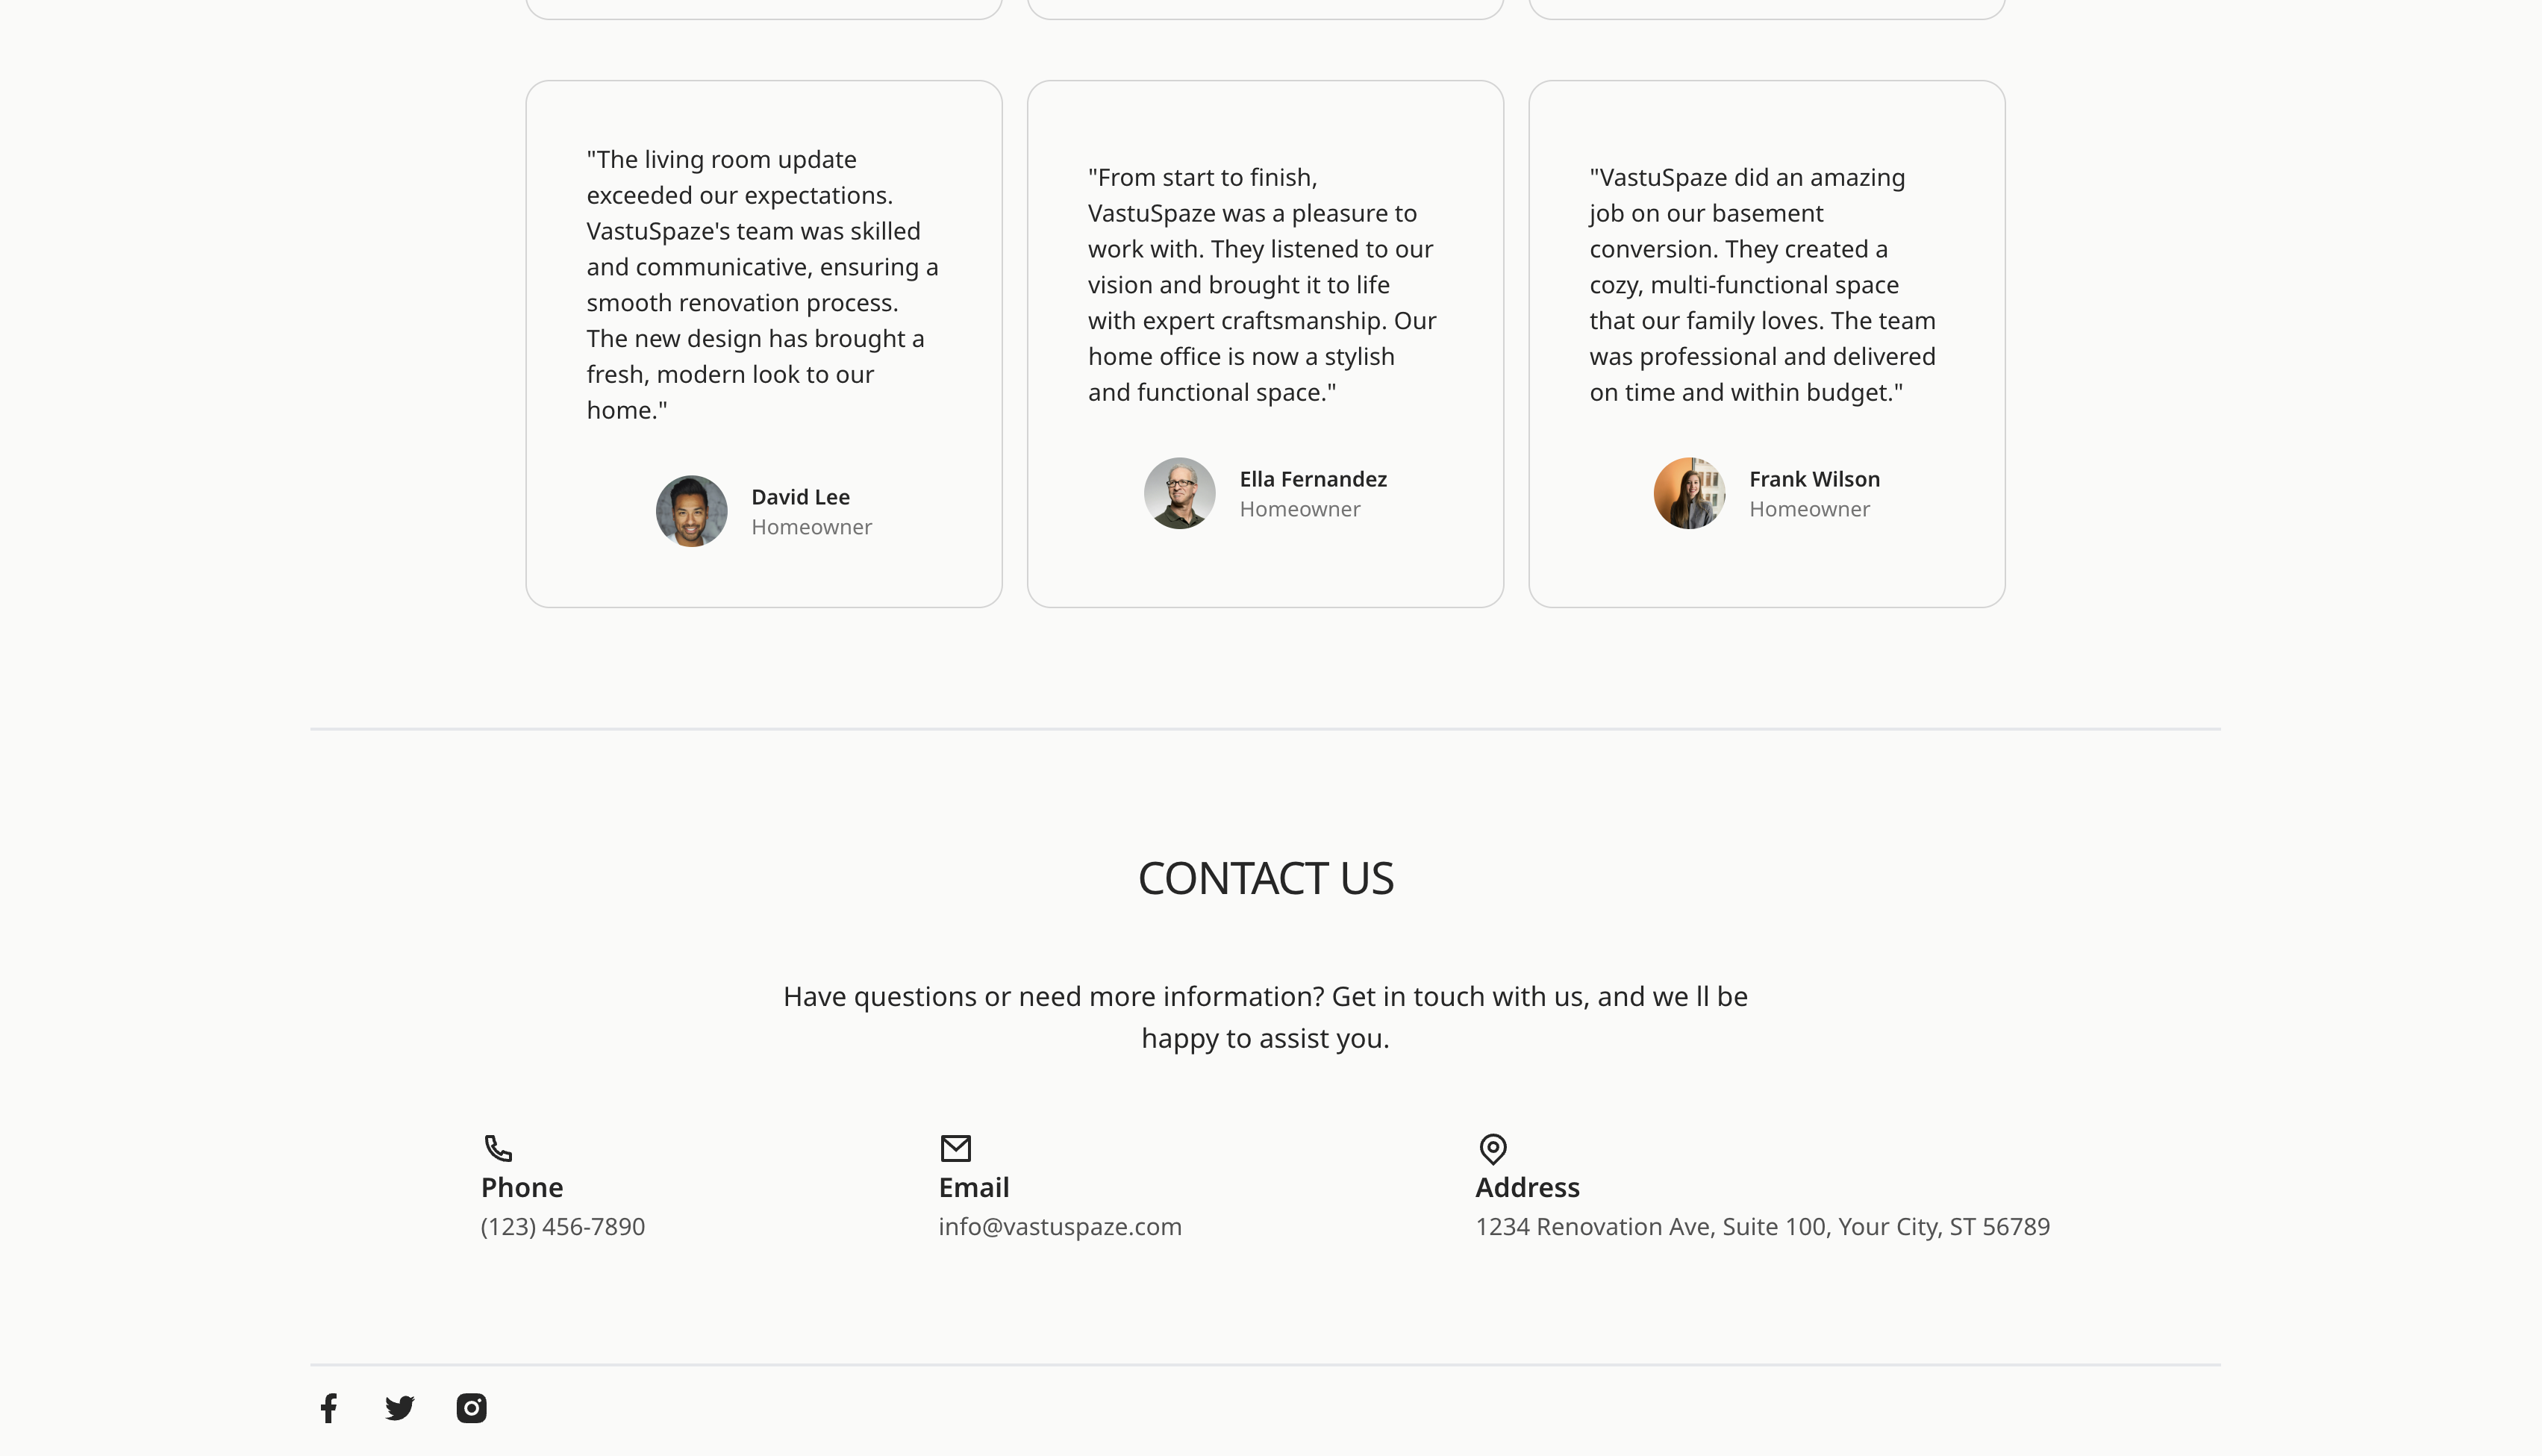 "The living room update
exceeded our expectations.
VastuSpaze's team was skilled
and communicative, ensuring a
smooth renovation process.
The new design has brought a
fresh, modern look to our
home."
David Lee
Homeowner
"From start to finish,
VastuSpaze was a pleasure to
work with. They listened to our
vision and brought it to life
with expert craftsmanship. Our
home office is now a stylish
and functional space."
Ella Fernandez
Homeowner
"VastuSpaze did an amazing
job on our basement
conversion. They created a
cozy, multi-functional space
that our family loves. The team
was professional and delivered
on time and within budget."
Frank Wilson
Homeowner
CONTACT US
Have questions or need more information? Get in touch with us, and we ll be
happy to assist you.
Phone
(123) 456-7890
Email
info@vastuspaze.com
Address
1234 Renovation Ave, Suite 100, Your City, ST 56789